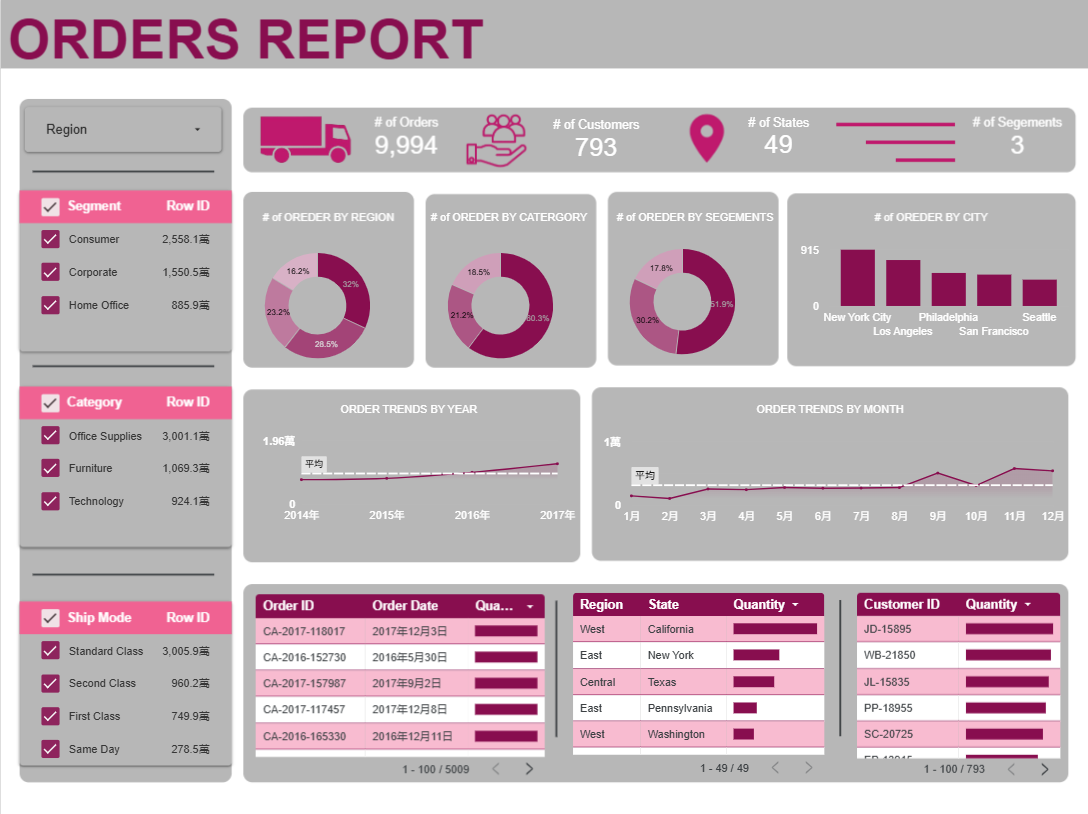 ORDERS REPORT
Region
Segment Row ID
Consumer 2,558.1萬
Corporate 1,550.5萬
Home Office 885.9萬
Category Row ID
Office Supplies 3,001.1萬
Furniture 1,069.3萬
Technology 924.1萬
Ship Mode Row ID
Standard Class 3,005.9萬
Second Class 960.2萬
First Class 749.9萬
Same Day 278.5萬
# of Orders
9,994
# of Customers
793
# of States
49
# of Segements
3
# of OREDER BY REGION
16.2%
32%
23.2%
28.5%
# of OREDER BY CATERGORY
18.5%
21.2%
60.3%
# of OREDER BY SEGEMENTS
17.8%
51.9%
30.2%
# of OREDER BY CITY
915
0
New York City Philadelphia Seattle
Los Angeles San Francisco
ORDER TRENDS BY YEAR
1.96萬
平均
0
2014年 2015年 2016年 2017年
ORDER TRENDS BY MONTH
1萬
平均
0
1月 2月 3月 4月 5月 6月 7月 8月 9月 10月 11月 12月
Order ID Order Date Qua...
CA-2017-118017 2017年12月3日
CA-2016-152730 2016年5月30日
CA-2017-157987 2017年9月2日
CA-2017-117457 2017年12月8日
CA-2016-165330 2016年12月11日
1 - 100 / 5009
Region State Quantity
West California
East New York
Central Texas
East Pennsylvania
West Washington
1 - 49 / 49
Customer ID Quantity
JD-15895
WB-21850
JL-15835
PP-18955
SC-20725
1 - 100 / 793